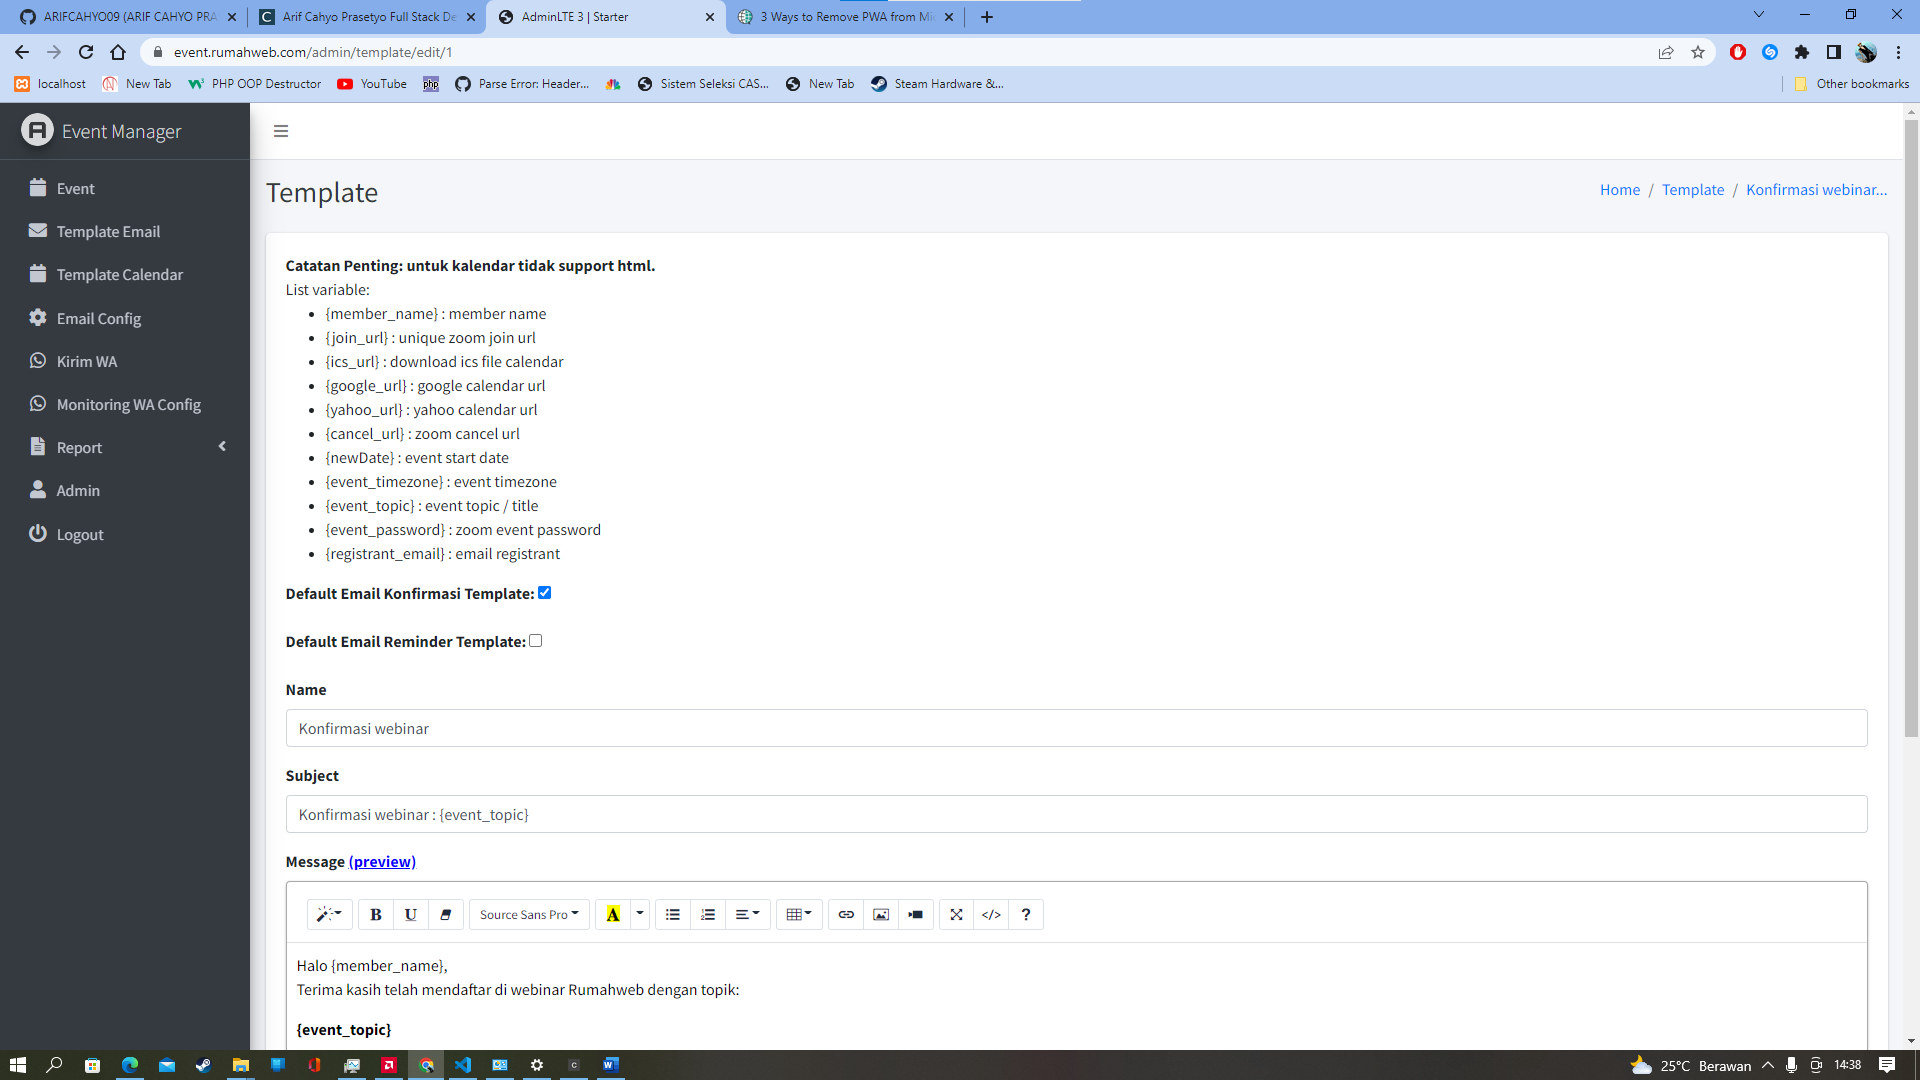 ARIFCAHYO09 (ARIF CAHYO PRA
Arif Cahyo Prasetyo Full Stack De
AdminLTE 3 | Starter
3 Ways to Remove PWA from Mi
event.rumahweb.com/admin/template/edit/1
localhost
New Tab
PHP OOP Destructor
YouTube
php
Parse Error: Header...
Sistem Seleksi CAS...
New Tab
Steam Hardware &...
Other bookmarks
Event Manager
Event
Template Email
Template Calendar
Email Config
Kirim WA
Monitoring WA Config
Report
Admin
Logout
Template
Home / Template / Konfirmasi webinar...
Catatan Penting: untuk kalendar tidak support html.
List variable:
• {member_name} : member name
• {join_url} : unique zoom join url
• {ics_url} : download ics file calendar
• {google_url} : google calendar url
• {yahoo_url} : yahoo calendar url
• {cancel_url} : zoom cancel url
• {newDate} : event start date
• {event_timezone} : event timezone
• {event_topic} : event topic / title
• {event_password} : zoom event password
• {registrant_email} : email registrant
Default Email Konfirmasi Template:
Default Email Reminder Template:
Name
Konfirmasi webinar
Subject
Konfirmasi webinar : {event_topic}
Message (preview)
B U Source Sans Pro A </> ?
Halo {member_name},
Terima kasih telah mendaftar di webinar Rumahweb dengan topik:
{event_topic}
25°C Berawan 14:38